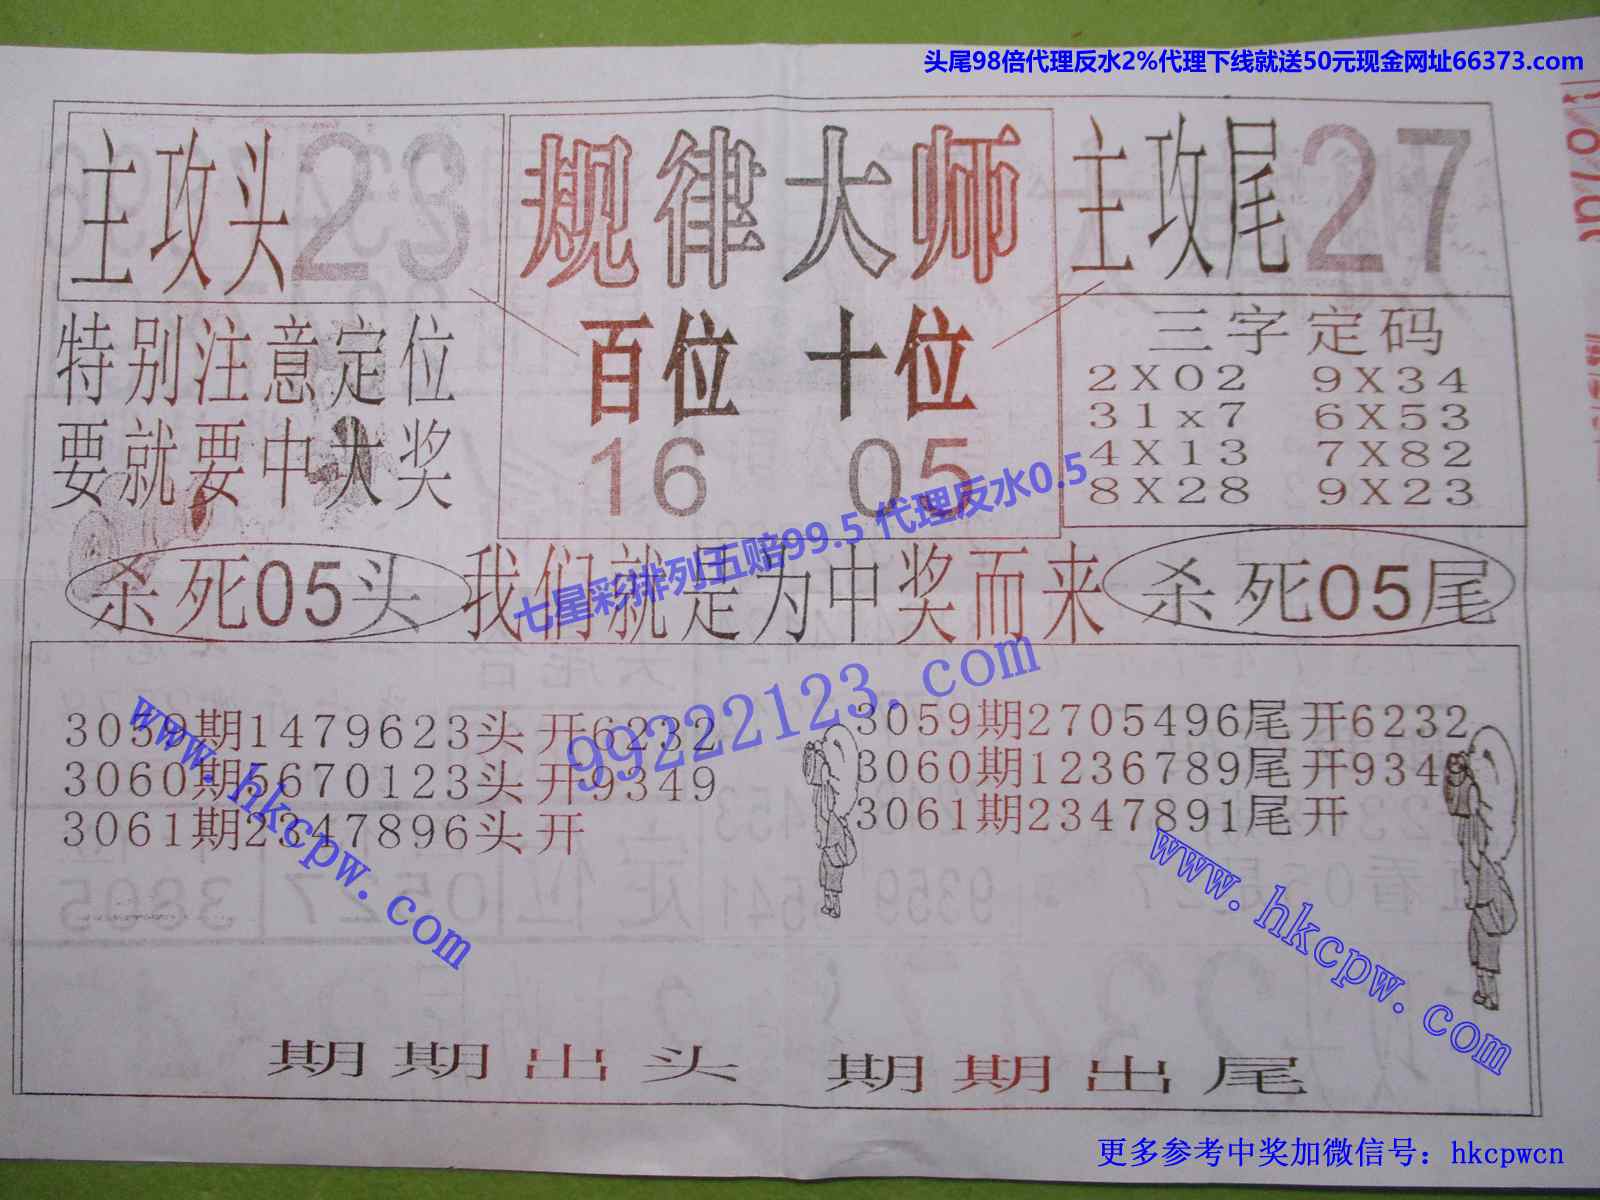 头尾98倍代理反水2%代理下线就送50元现金网址66373.com
主攻头23
规律大师
主攻尾27
特别注意定位
要就要中大奖
百位 十位
16 05
三字定码
2X02 9X34
31x7 6X53
4X13 7X82
8X28 9X23
七星彩排列五赔99.5 代理反水0.5
杀死05头
我们就是为中奖而来
杀死05尾
99222123.com
3059期1479623头开6232
3060期5670123头开9349
3061期2347896头开
3059期2705496尾开6232
3060期1236789尾开9349
3061期2347891尾开
www.hkcpw.com
www.hkcpw.com
期期出头
期期出尾
更多参考中奖加微信号：hkcpwcn